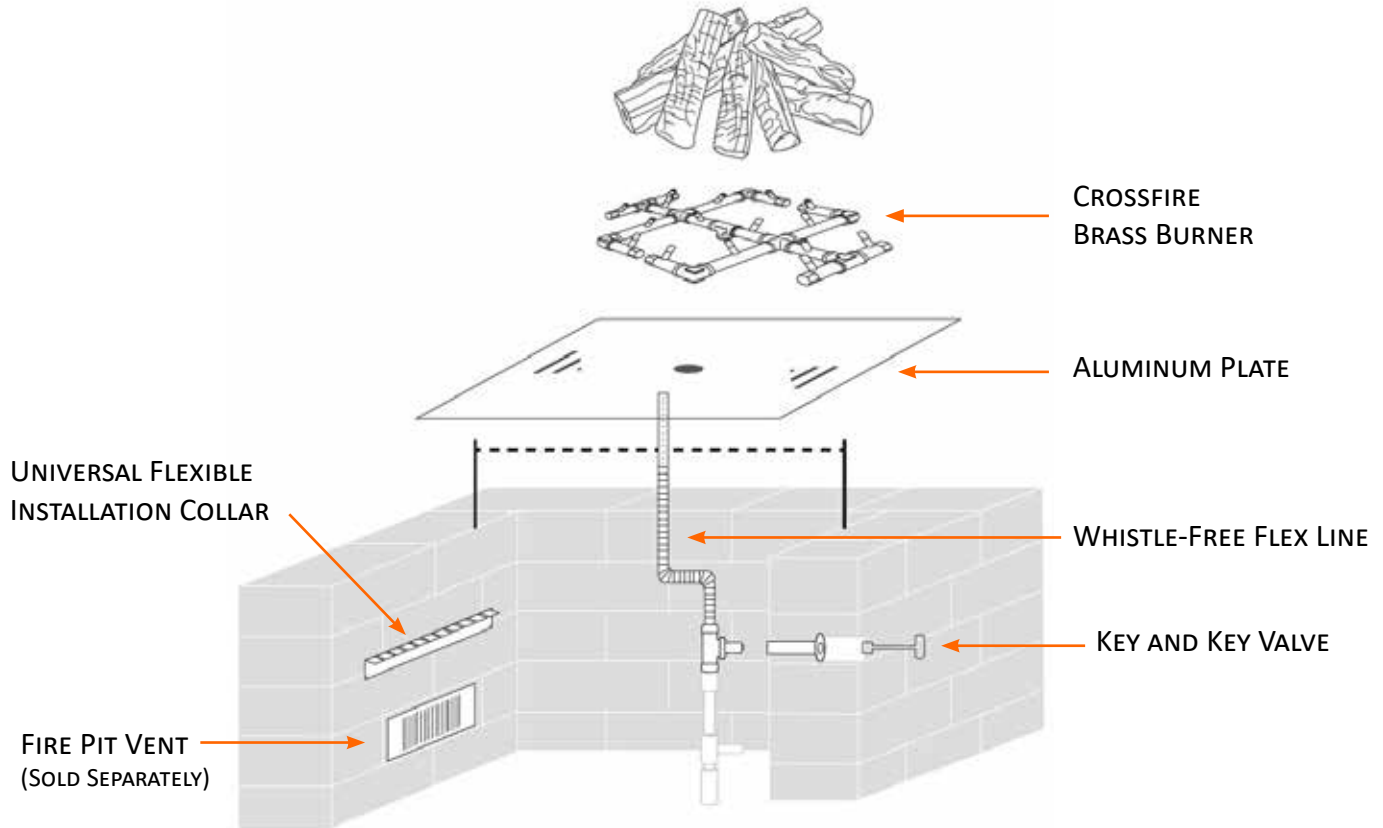 Crossfire
Brass Burner
Aluminum Plate
Universal Flexible
Installation Collar
Whistle-Free Flex Line
Key and Key Valve
Fire Pit Vent
(Sold Separately)